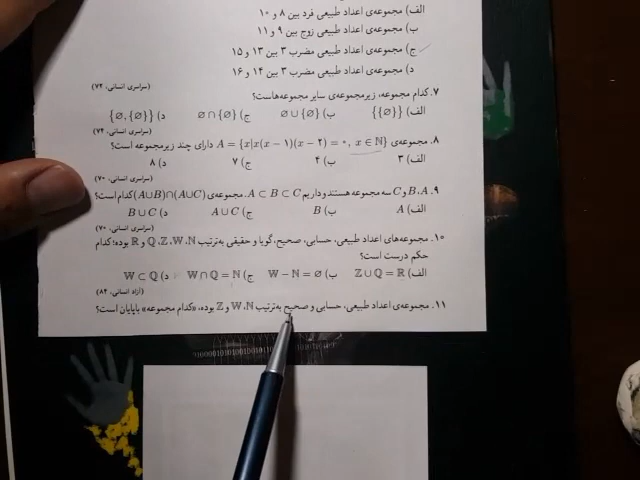 الف) مجموعه‌ی اعداد طبیعی فرد بین ۸ و ۱۰
ب) مجموعه‌ی اعداد طبیعی زوج بین ۹ و ۱۱
ج) مجموعه‌ی اعداد طبیعی مضرب ۳ بین ۱۳ و ۱۵
د) مجموعه‌ی اعداد طبیعی مضرب ۳ بین ۱۴ و ۱۶
(سراسری انسانی، ۷۲)
۷. کدام مجموعه، زیرمجموعه‌ی سایر مجموعه‌هاست؟
الف) {{∅}} ب) ∅ ∪ {∅} ج) ∅ ∩ {∅} د) {∅, {∅}}
(سراسری انسانی، ۷۴)
۸. مجموعه‌ی A = {x|x(x − ۱)(x − ۲) = ۰, x ∈ ℕ} دارای چند زیرمجموعه است؟
الف) ۳ ب) ۴ ج) ۷ د) ۸
(سراسری انسانی، ۷۰)
۹. A، B و C سه مجموعه هستند و داریم A ⊂ B ⊂ C. مجموعه‌ی (A∪B)∩(A∪C) کدام است؟
الف) A ب) B ج) A ∪ C د) B ∪ C
(سراسری انسانی، ۷۰)
۱۰. مجموعه‌های اعداد طبیعی، حسابی، صحیح، گویا و حقیقی به‌ترتیب ℕ، 𝕎، ℤ، ℚ و ℝ بوده؛ کدام
حکم درست است؟
الف) ℤ ∪ ℚ = ℝ ب) 𝕎 − ℕ = ∅ ج) 𝕎 ∩ ℚ = ℕ د) 𝕎 ⊂ ℚ
(آزاد انسانی، ۸۴)
۱۱. مجموعه‌ی اعداد طبیعی، حسابی و صحیح به‌ترتیب ℕ، 𝕎 و ℤ بوده، «کدام مجموعه» باپایان است؟